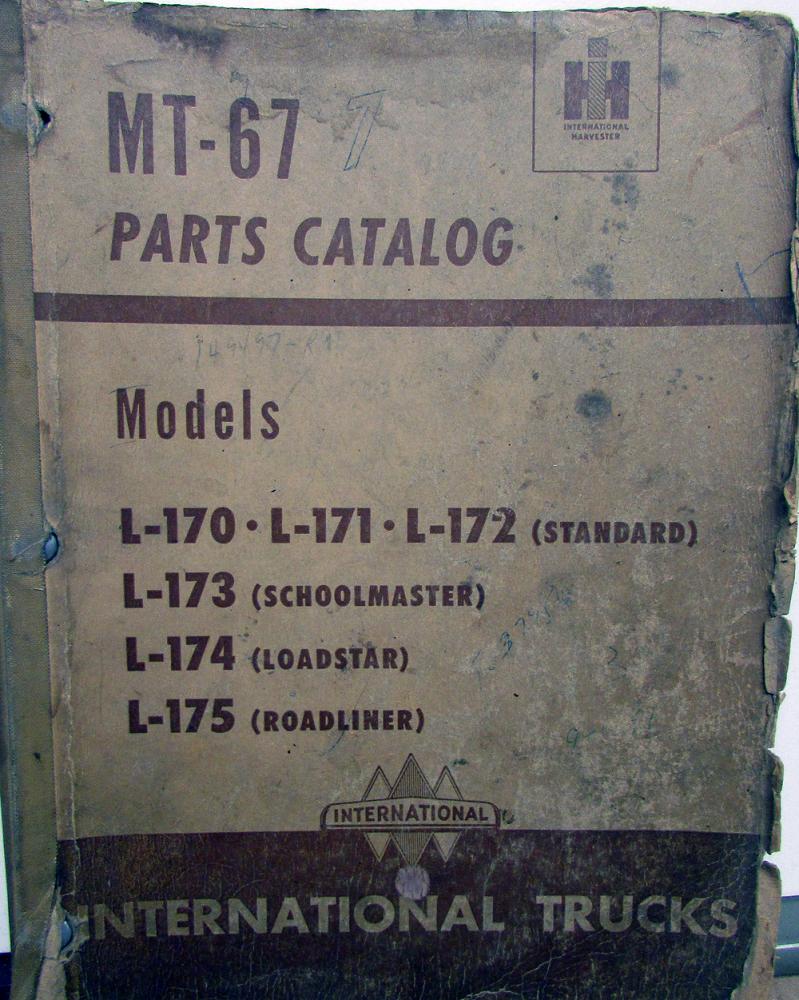 MT-67
IH
INTERNATIONAL
HARVESTER
PARTS CATALOG
Models
L-170 • L-171 • L-172 (STANDARD)
L-173 (SCHOOLMASTER)
L-174 (LOADSTAR)
L-175 (ROADLINER)
INTERNATIONAL
INTERNATIONAL TRUCKS